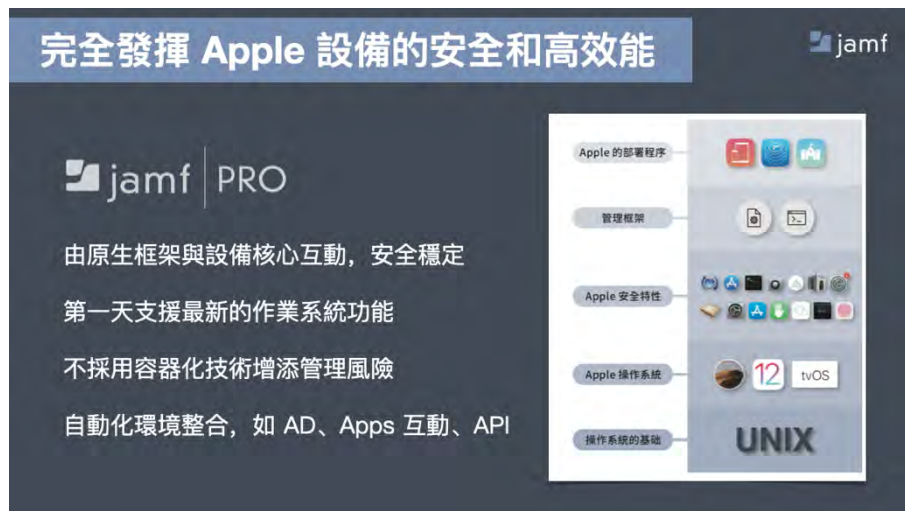 完全發揮 Apple 設備的安全和高效能
jamf
jamf PRO
由原生框架與設備核心互動，安全穩定
第一天支援最新的作業系統功能
不採用容器化技術增添管理風險
自動化環境整合，如 AD、Apps 互動、API
Apple 的部署程序
管理框架
Apple 安全特性
Apple 操作系統
12
tvOS
操作系統的基础
UNIX